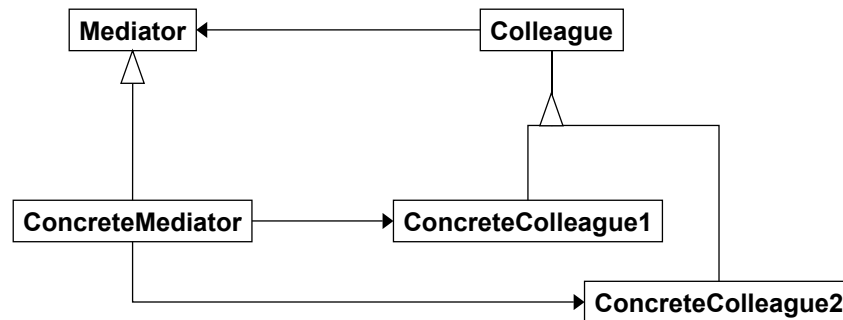 Mediator
Colleague
ConcreteMediator
ConcreteColleague1
ConcreteColleague2